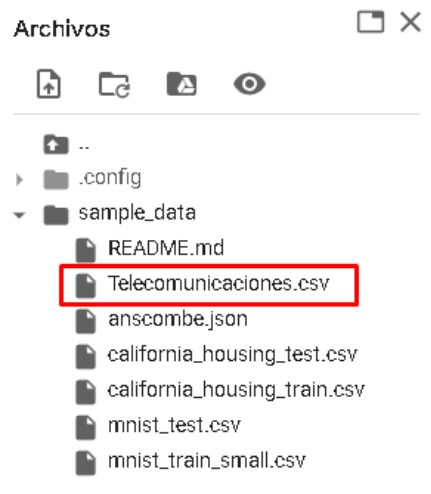 Archivos
..
.config
sample_data
README.md
Telecomunicaciones.csv
anscombe.json
california_housing_test.csv
california_housing_train.csv
mnist_test.csv
mnist_train_small.csv